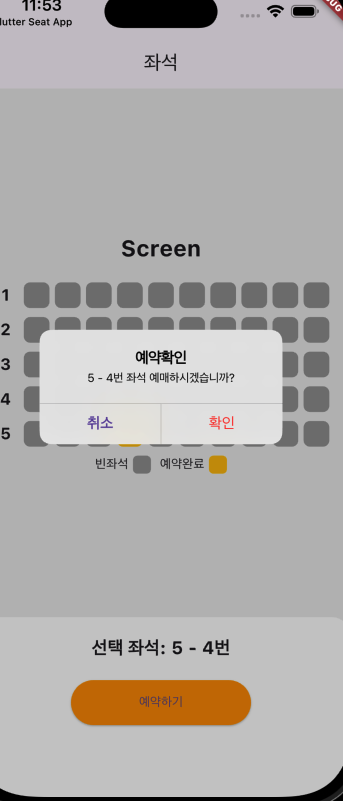 11:53
lutter Seat App
UG
좌석
Screen
1
2
3
4
5
예약확인
5 - 4번 좌석 예매하시겠습니까?
취소 확인
빈좌석 예약완료
선택 좌석: 5 - 4번
예약하기